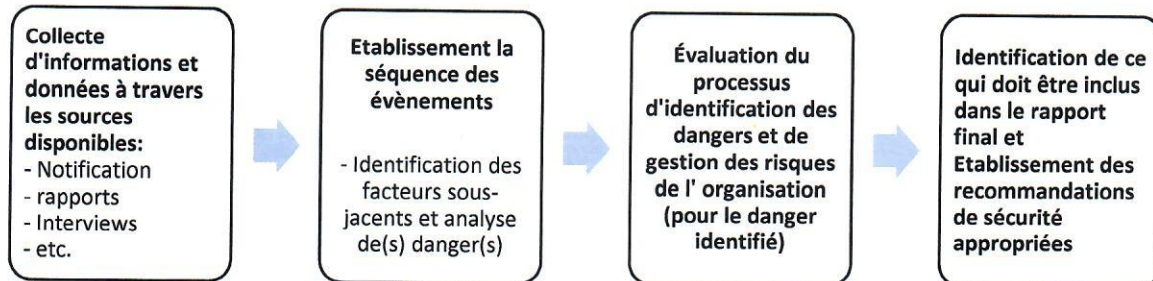 Collecte
d'informations et
données à travers
les sources
disponibles:
- Notification
- rapports
- Interviews
- etc.
Etablissement la
séquence des
évènements
- Identification des
facteurs sous-
jacents et analyse
de(s) danger(s)
Évaluation du
processus
d'identification des
dangers et de
gestion des risques
de l' organisation
(pour le danger
identifié)
Identification de ce
qui doit être inclus
dans le rapport
final et
Etablissement des
recommandations
de sécurité
appropriées